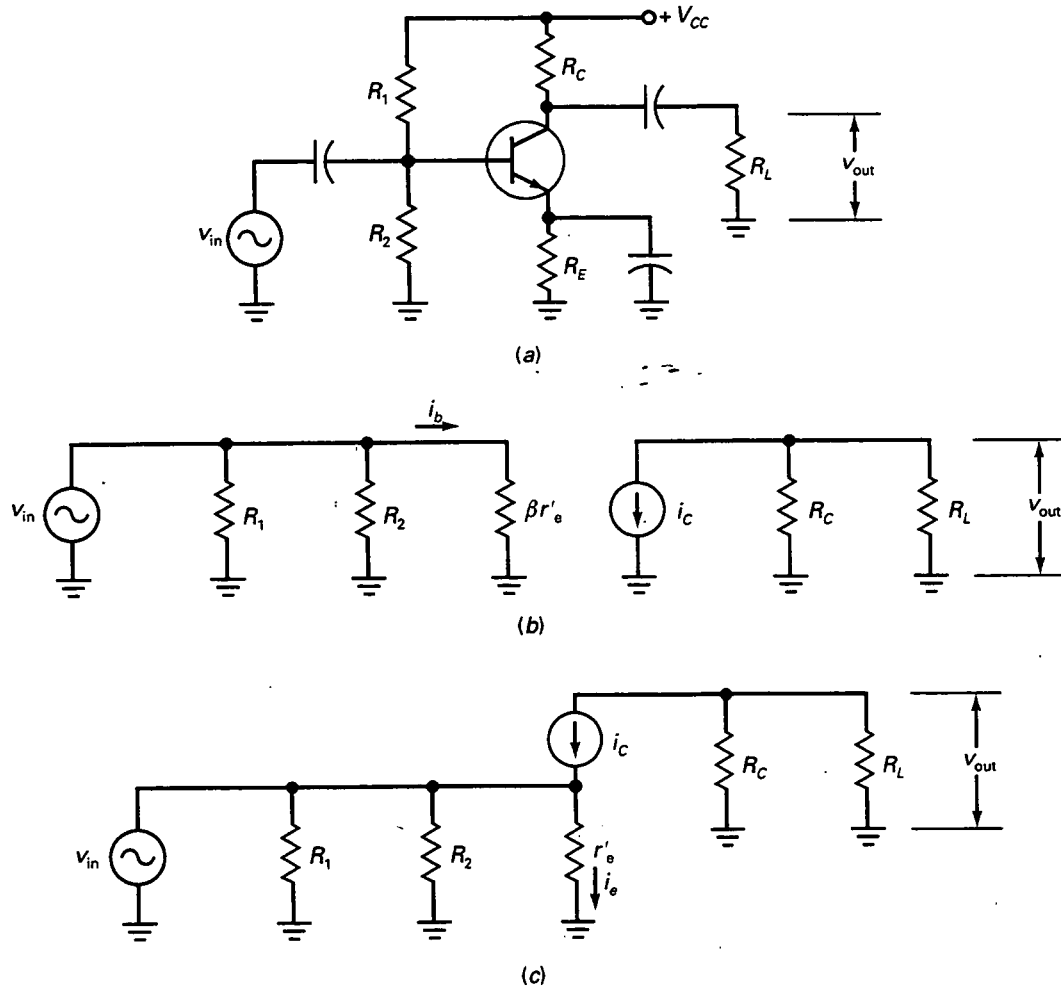 + V_CC
R_1
R_C
R_L
v_out
v_in
R_2
R_E
(a)
i_b
v_in
R_1
R_2
βr'_e
i_C
R_C
R_L
v_out
(b)
i_C
R_C
R_L
v_out
v_in
R_1
R_2
r'_e
i_e
(c)